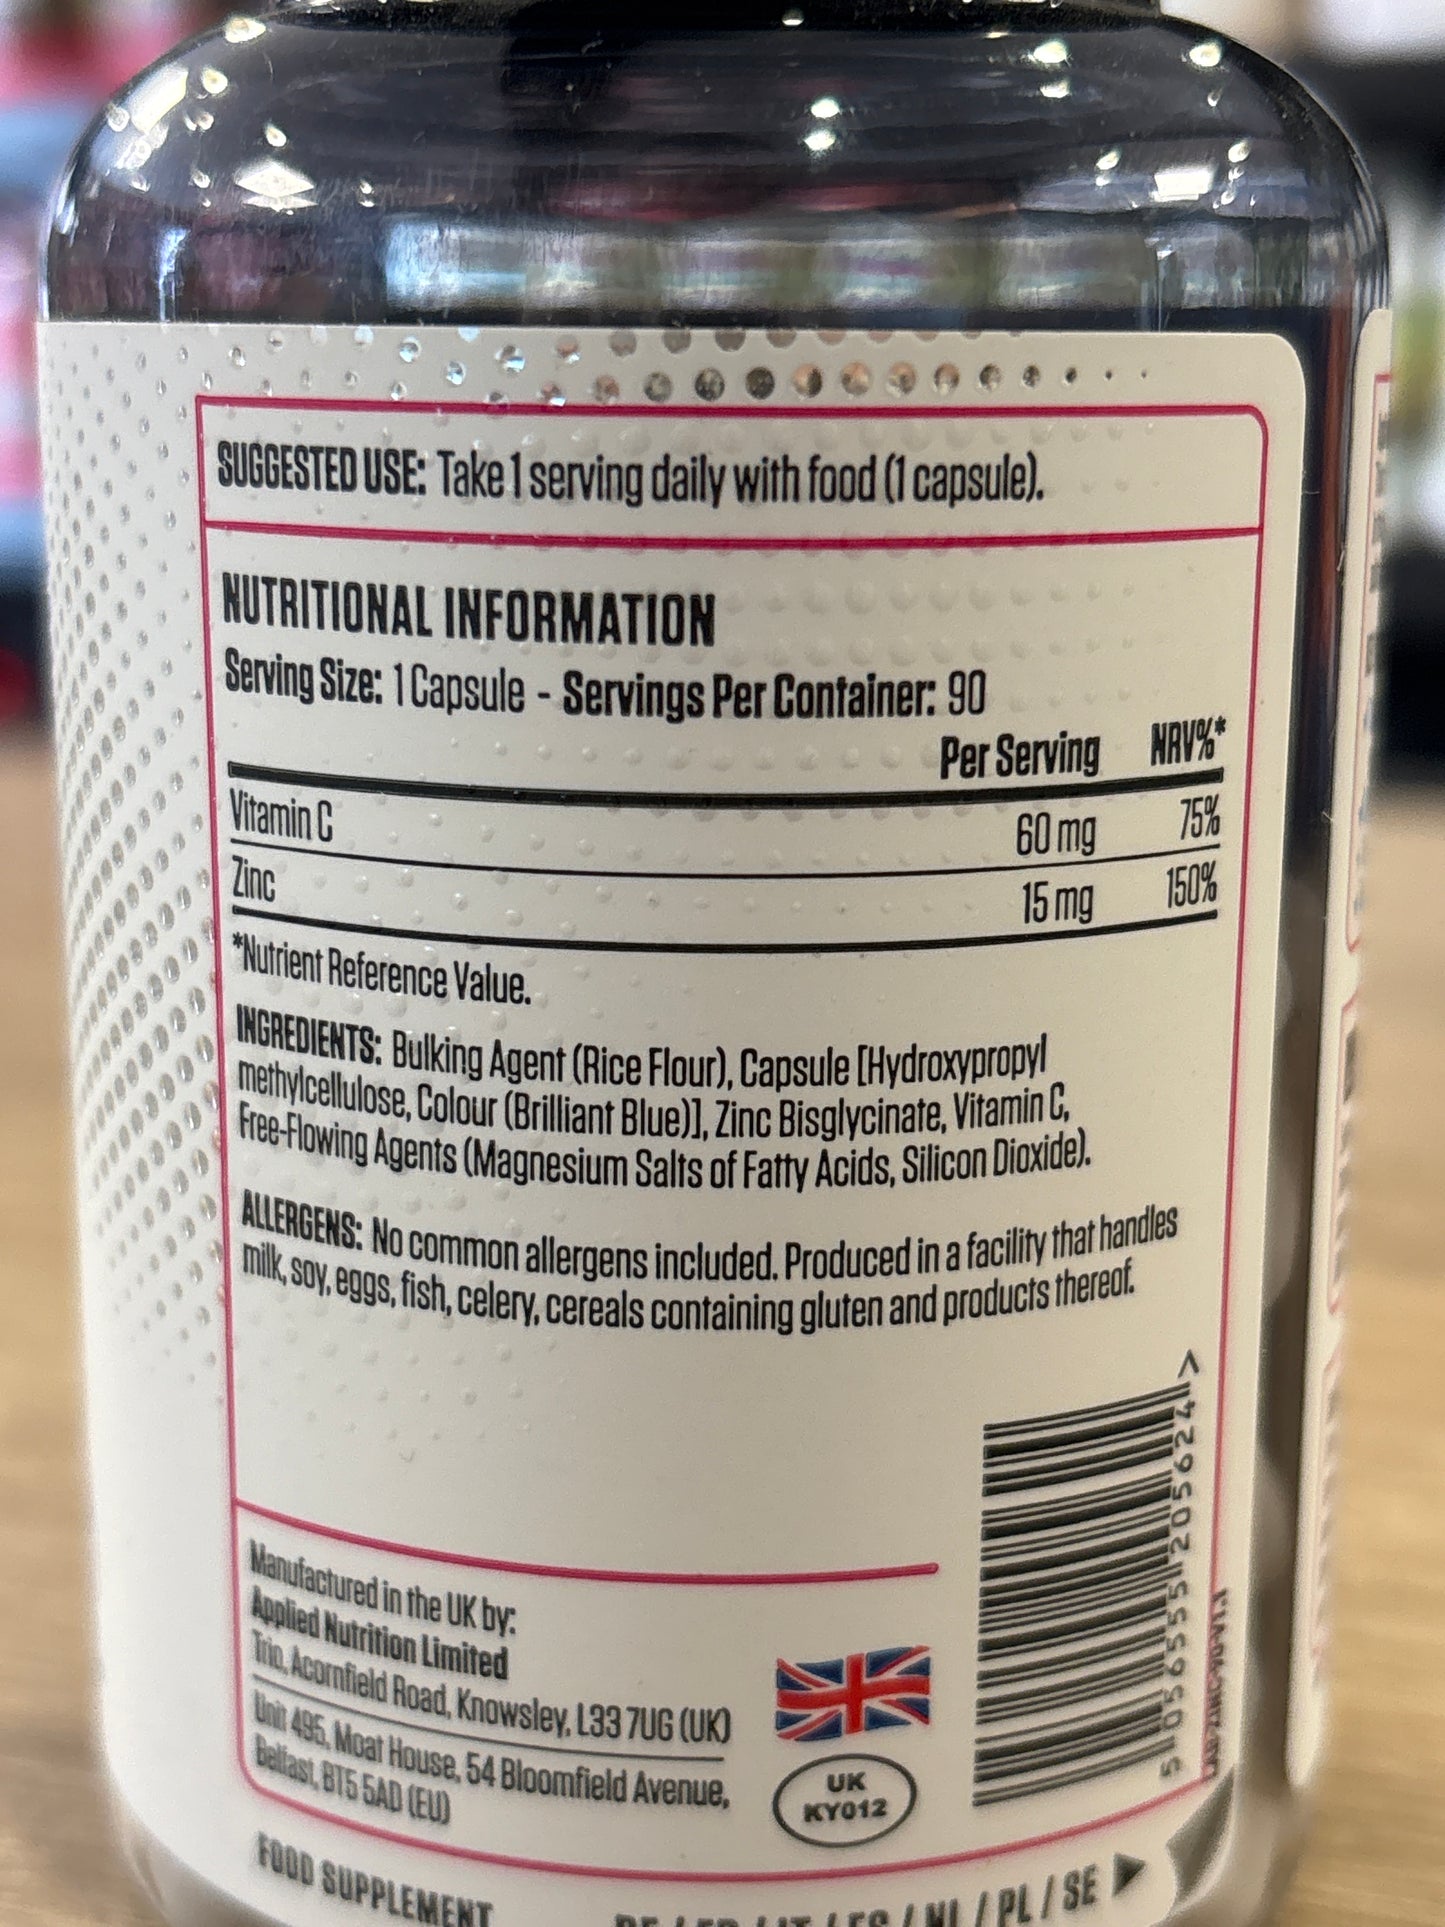 SUGGESTED USE: Take 1 serving daily with food (1 capsule).
NUTRITIONAL INFORMATION
Serving Size: 1 Capsule - Servings Per Container: 90
Per Serving NRV%*
Vitamin C 60 mg 75%
Zinc 15 mg 150%
*Nutrient Reference Value.
INGREDIENTS: Bulking Agent (Rice Flour), Capsule [Hydroxypropyl
methylcellulose, Colour (Brilliant Blue)], Zinc Bisglycinate, Vitamin C,
Free-Flowing Agents (Magnesium Salts of Fatty Acids, Silicon Dioxide).
ALLERGENS: No common allergens included. Produced in a facility that handles
milk, soy, eggs, fish, celery, cereals containing gluten and products thereof.
Manufactured in the UK by:
Applied Nutrition Limited
Trio, Acornfield Road, Knowsley, L33 7UG (UK)
Unit 495, Moat House, 54 Bloomfield Avenue,
Belfast, BT5 5AD (EU)
UK
KY012
5 056555 205624 >
FOOD SUPPLEMENT
/ IT / ES / NL / PL / SE